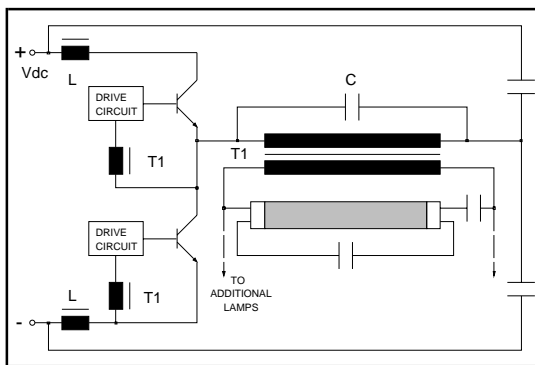 +
Vdc
L
C
DRIVE
CIRCUIT
T1
T1
DRIVE
CIRCUIT
T1
TO
ADDITIONAL
LAMPS
-
L